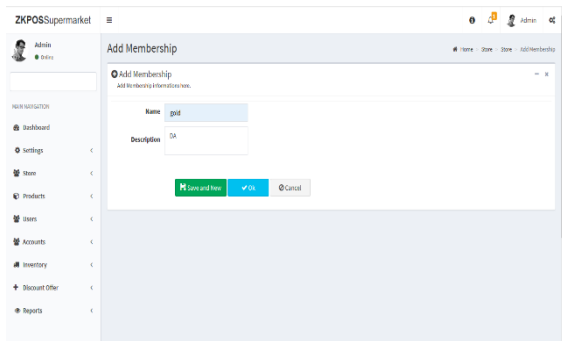 ZKPOSSupermarket
Admin
Admin
Online
Add Membership
Home > Store > Store > Add Membership
Add Membership
Add Membership informations here.
Name
gold
Description
DA
Save and New
Ok
Cancel
MAIN NAVIGATION
Dashboard
Settings
Store
Products
Users
Accounts
Inventory
Discount Offer
Reports